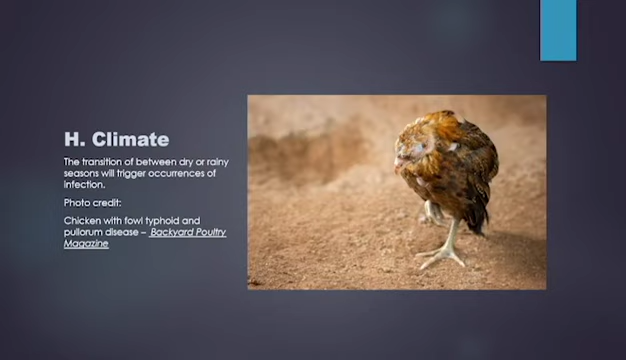 H. Climate
The transition of between dry or rainy
seasons will trigger occurrences of
infection.
Photo credit:
Chicken with fowl typhoid and
pullorum disease – Backyard Poultry
Magazine